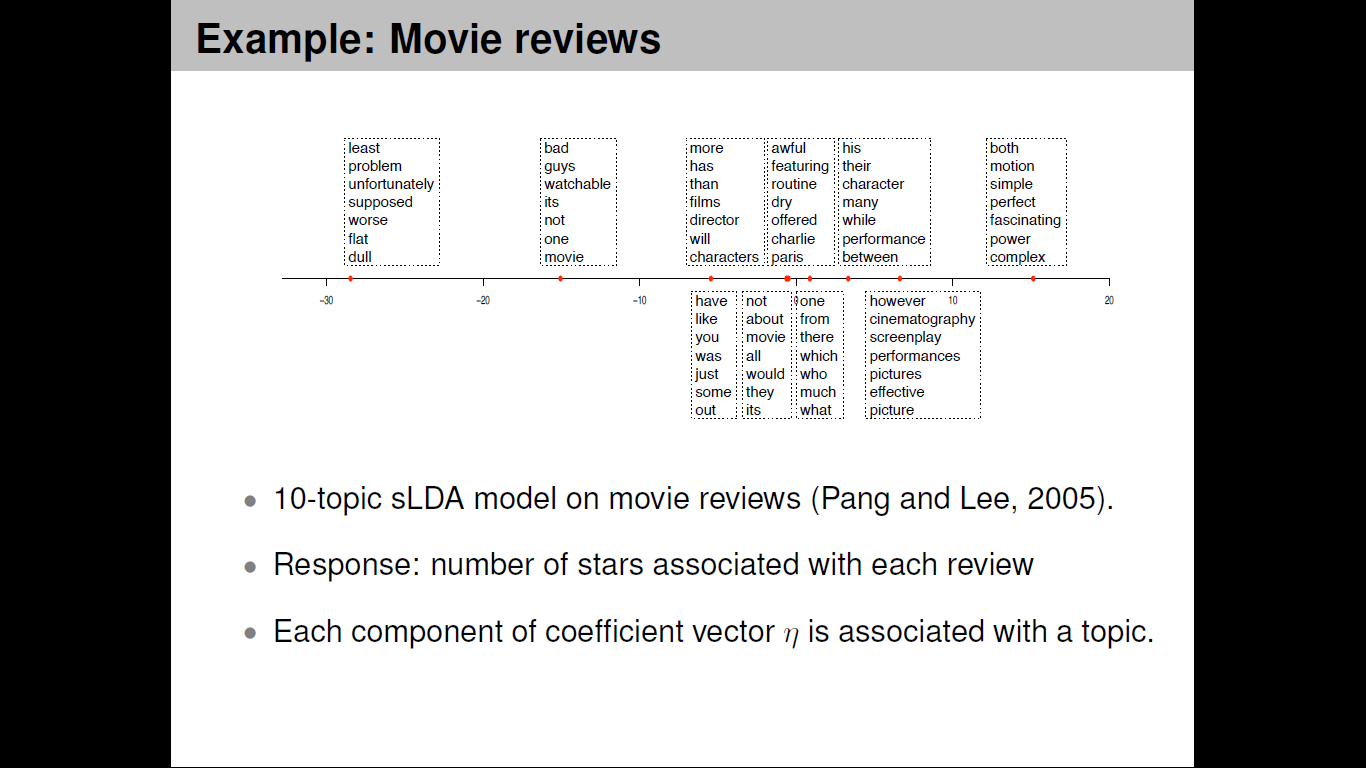 Example: Movie reviews
least
problem
unfortunately
supposed
worse
flat
dull
bad
guys
watchable
its
not
one
movie
more
has
than
films
director
will
characters
awful
featuring
routine
dry
offered
charlie
paris
his
their
character
many
while
performance
between
both
motion
simple
perfect
fascinating
power
complex
−30
−20
−10
0
10
20
have
like
you
was
just
some
out
not
about
movie
all
would
they
its
one
from
there
which
who
much
what
however
cinematography
screenplay
performances
pictures
effective
picture
• 10-topic sLDA model on movie reviews (Pang and Lee, 2005).
• Response: number of stars associated with each review
• Each component of coefficient vector η is associated with a topic.